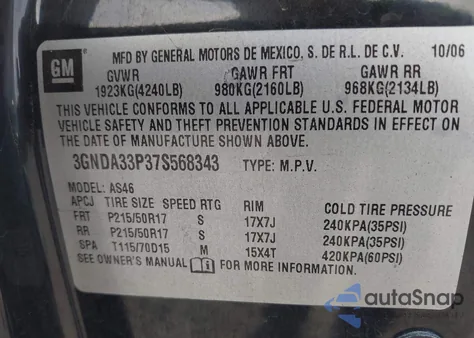 GM
MFD BY GENERAL MOTORS DE MEXICO, S. DE R.L. DE C.V. 10/06
GVWR GAWR FRT GAWR RR
1923KG(4240LB) 980KG(2160LB) 968KG(2134LB)
THIS VEHICLE CONFORMS TO ALL APPLICABLE U.S. FEDERAL MOTOR
VEHICLE SAFETY AND THEFT PREVENTION STANDARDS IN EFFECT ON
THE DATE OF MANUFACTURE SHOWN ABOVE.
3GNDA33P37S568343 TYPE: M.P.V.
MODEL: AS46
APCJ TIRE SIZE SPEED RTG RIM COLD TIRE PRESSURE
FRT P215/50R17 S 17X7J 240KPA(35PSI)
RR P215/50R17 S 17X7J 240KPA(35PSI)
SPA T115/70D15 M 15X4T 420KPA(60PSI)
SEE OWNER'S MANUAL FOR MORE INFORMATION.
autoSnap